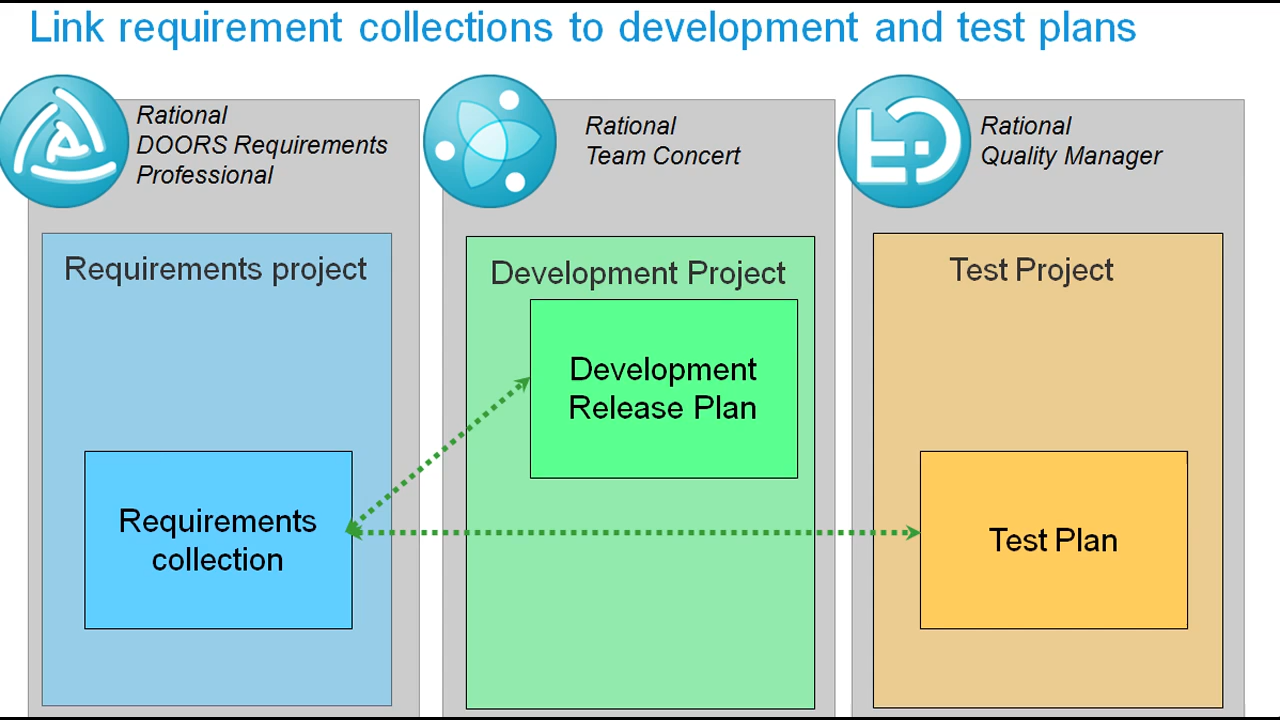 Link requirement collections to development and test plans
Rational
DOORS Requirements
Professional
Rational
Team Concert
Rational
Quality Manager
Requirements project
Development Project
Test Project
Development
Release Plan
Requirements
collection
Test Plan